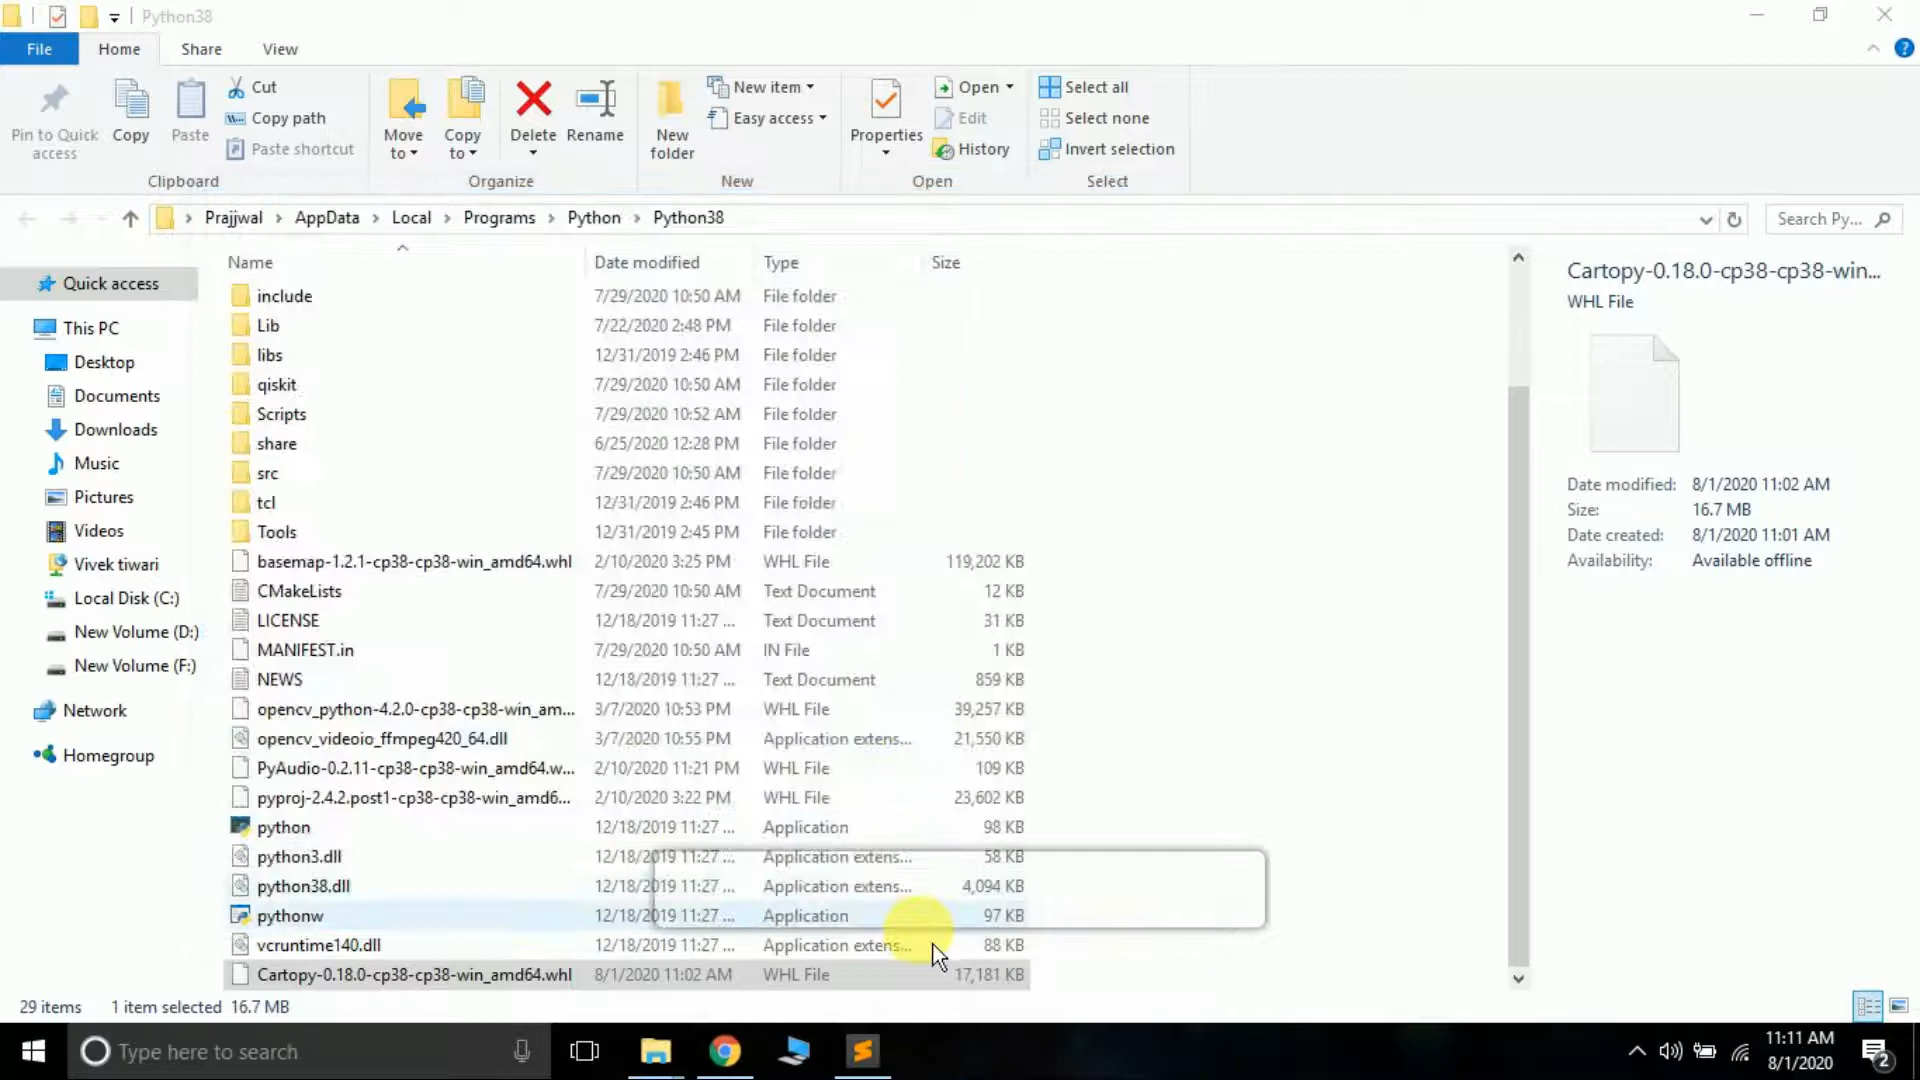 Python38
File Home Share View
Pin to Quick access
Copy
Paste
Cut
Copy path
Paste shortcut
Clipboard
Move to
Copy to
Delete
Rename
Organize
New folder
New item
Easy access
New
Properties
Open
Edit
History
Open
Select all
Select none
Invert selection
Select
Prajjwal > AppData > Local > Programs > Python > Python38
Search Py...
Quick access
This PC
Desktop
Documents
Downloads
Music
Pictures
Videos
Vivek tiwari
Local Disk (C:)
New Volume (D:)
New Volume (F:)
Network
Homegroup
Name Date modified Type Size
include 7/29/2020 10:50 AM File folder
Lib 7/22/2020 2:48 PM File folder
libs 12/31/2019 2:46 PM File folder
qiskit 7/29/2020 10:50 AM File folder
Scripts 7/29/2020 10:52 AM File folder
share 6/25/2020 12:28 PM File folder
src 7/29/2020 10:50 AM File folder
tcl 12/31/2019 2:46 PM File folder
Tools 12/31/2019 2:45 PM File folder
basemap-1.2.1-cp38-cp38-win_amd64.whl 2/10/2020 3:25 PM WHL File 119,202 KB
CMakeLists 7/29/2020 10:50 AM Text Document 12 KB
LICENSE 12/18/2019 11:27 ... Text Document 31 KB
MANIFEST.in 7/29/2020 10:50 AM IN File 1 KB
NEWS 12/18/2019 11:27 ... Text Document 859 KB
opencv_python-4.2.0-cp38-cp38-win_am... 3/7/2020 10:53 PM WHL File 39,257 KB
opencv_videoio_ffmpeg420_64.dll 3/7/2020 10:55 PM Application extens... 21,550 KB
PyAudio-0.2.11-cp38-cp38-win_amd64.w... 2/10/2020 11:21 PM WHL File 109 KB
pyproj-2.4.2.post1-cp38-cp38-win_amd6... 2/10/2020 3:22 PM WHL File 23,602 KB
python 12/18/2019 11:27 ... Application 98 KB
python3.dll 12/18/2019 11:27 ... Application extens... 58 KB
python38.dll 12/18/2019 11:27 ... Application extens... 4,094 KB
pythonw 12/18/2019 11:27 ... Application 97 KB
vcruntime140.dll 12/18/2019 11:27 ... Application extens... 88 KB
Cartopy-0.18.0-cp38-cp38-win_amd64.whl 8/1/2020 11:02 AM WHL File 17,181 KB
Cartopy-0.18.0-cp38-cp38-win...
WHL File
Date modified: 8/1/2020 11:02 AM
Size: 16.7 MB
Date created: 8/1/2020 11:01 AM
Availability: Available offline
29 items 1 item selected 16.7 MB
Type here to search
11:11 AM
8/1/2020
2